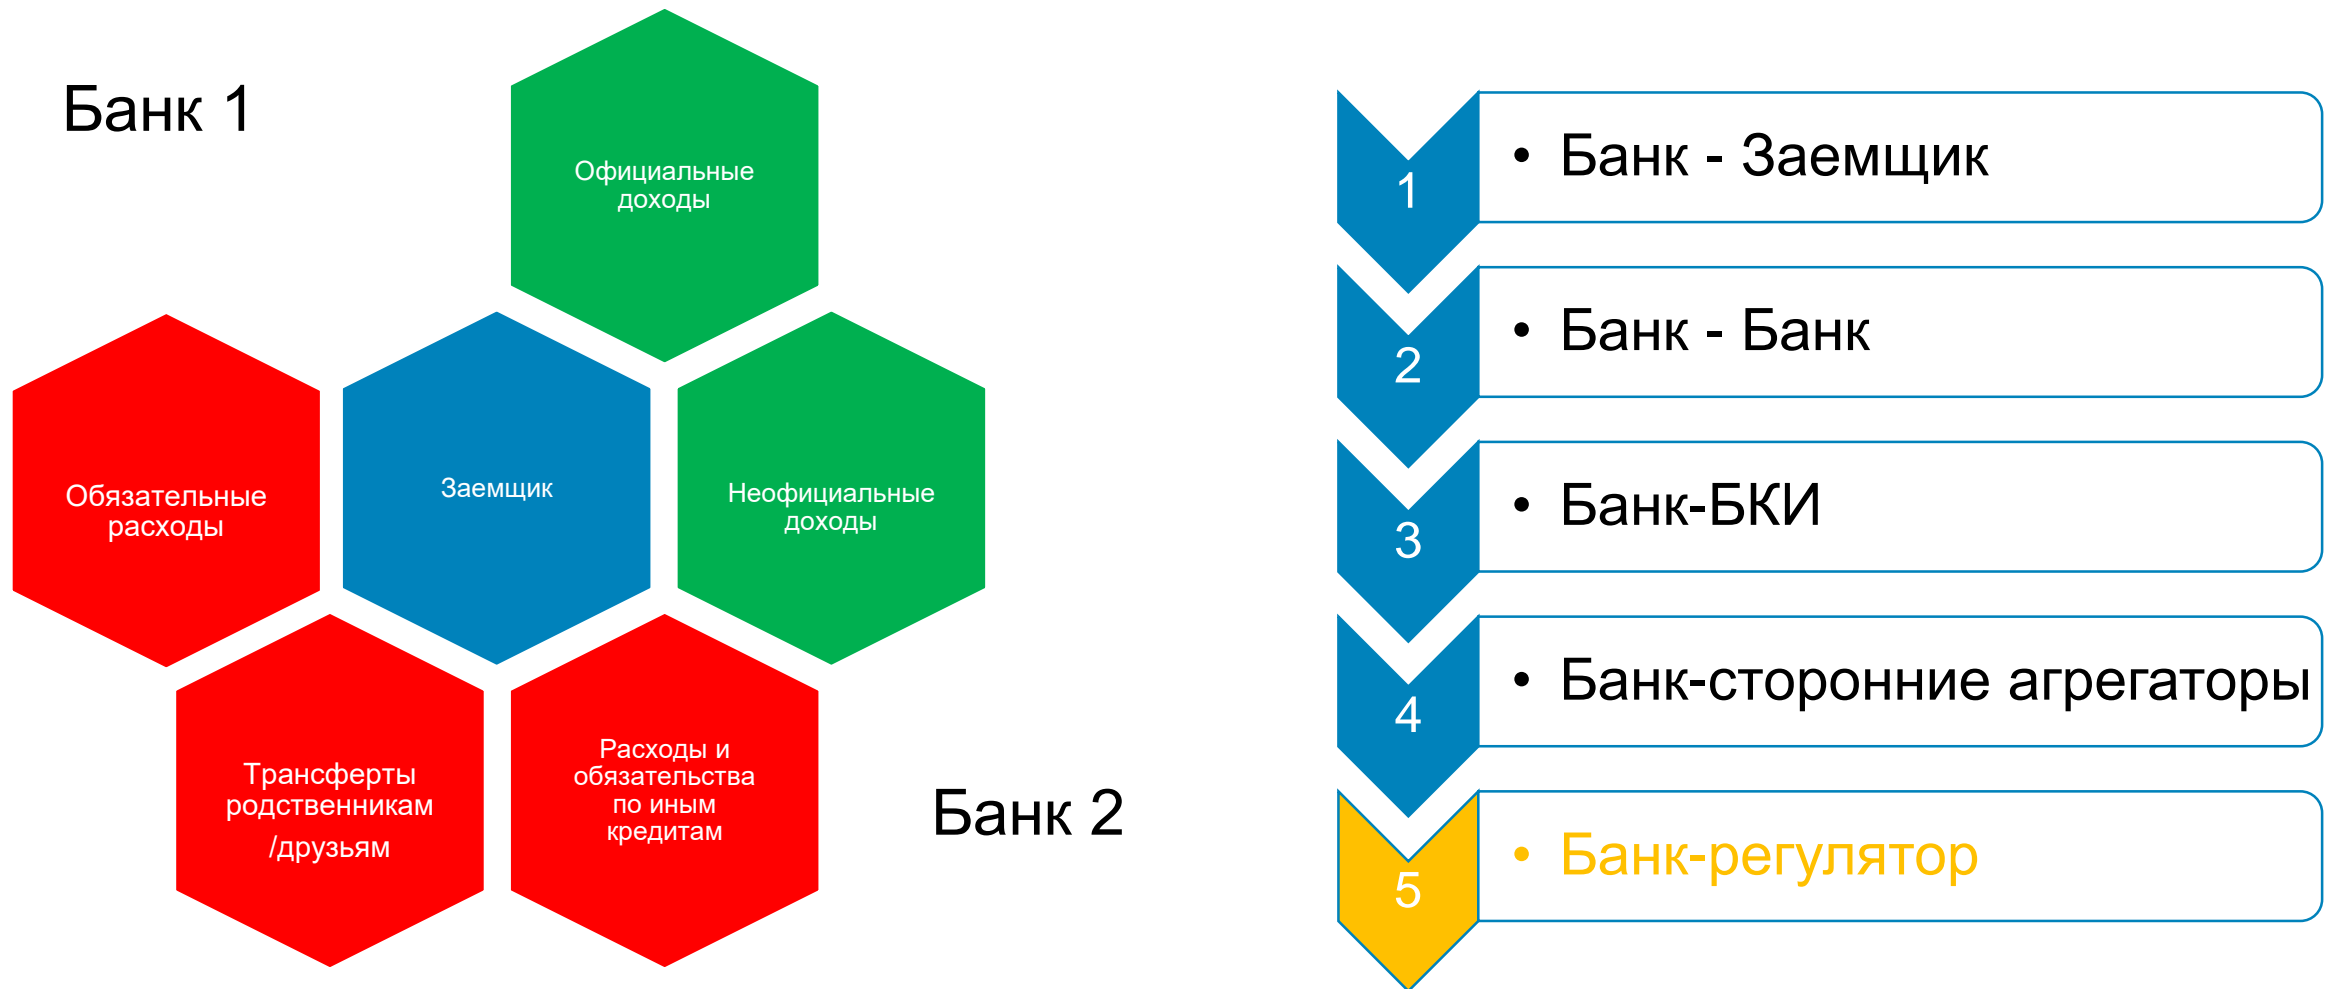 Банк 1
Официальные
доходы
Обязательные
расходы
Заемщик
Неофициальные
доходы
Трансферты
родственникам
/друзьям
Расходы и
обязательства
по иным
кредитам
Банк 2
1
• Банк - Заемщик
2
• Банк - Банк
3
• Банк-БКИ
4
• Банк-сторонние агрегаторы
5
• Банк-регулятор